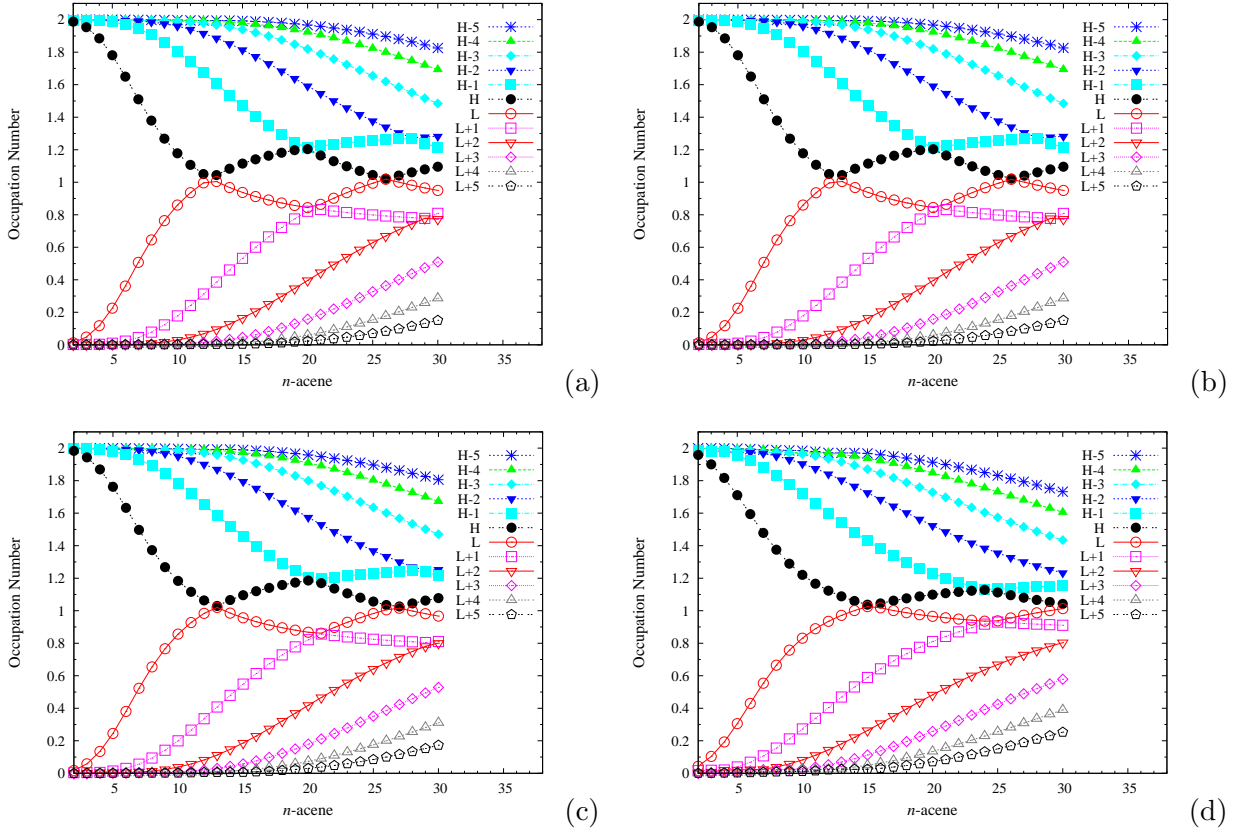 Occupation Number
2
1.8
1.6
1.4
1.2
1
0.8
0.6
0.4
0.2
0
5 10 15 20 25 30 35
n-acene
H-5
H-4
H-3
H-2
H-1
H
L
L+1
L+2
L+3
L+4
L+5
(a)
Occupation Number
2
1.8
1.6
1.4
1.2
1
0.8
0.6
0.4
0.2
0
5 10 15 20 25 30 35
n-acene
H-5
H-4
H-3
H-2
H-1
H
L
L+1
L+2
L+3
L+4
L+5
(b)
Occupation Number
2
1.8
1.6
1.4
1.2
1
0.8
0.6
0.4
0.2
0
5 10 15 20 25 30 35
n-acene
H-5
H-4
H-3
H-2
H-1
H
L
L+1
L+2
L+3
L+4
L+5
(c)
Occupation Number
2
1.8
1.6
1.4
1.2
1
0.8
0.6
0.4
0.2
0
5 10 15 20 25 30 35
n-acene
H-5
H-4
H-3
H-2
H-1
H
L
L+1
L+2
L+3
L+4
L+5
(d)